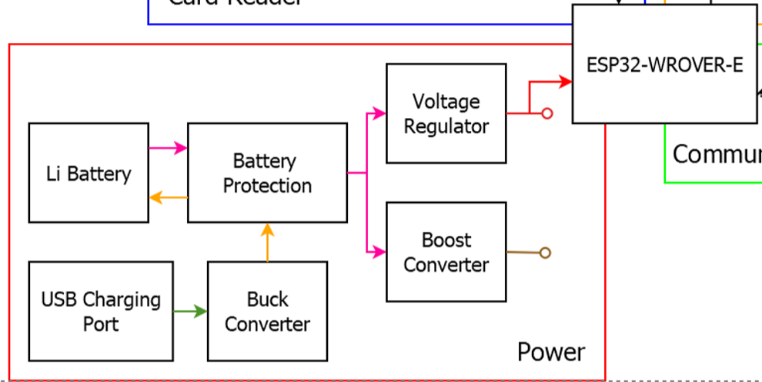 Card Reader
ESP32-WROVER-E
Voltage
Regulator
Li Battery
Battery
Protection
Commun
Boost
Converter
USB Charging
Port
Buck
Converter
Power